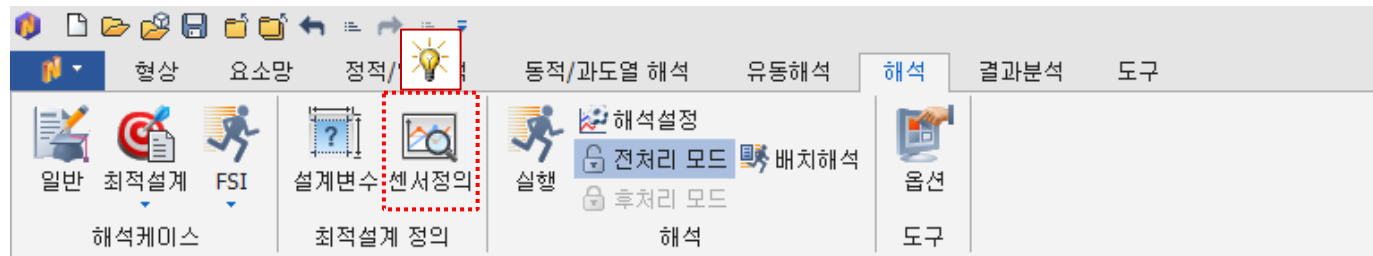 형상 요소망 정적/ 동적/과도열 해석 유동해석 해석 결과분석 도구
해석설정
전처리 모드 배치해석
후처리 모드
일반 최적설계 FSI 설계변수 센서정의 실행 옵션
해석케이스 최적설계 정의 해석 도구